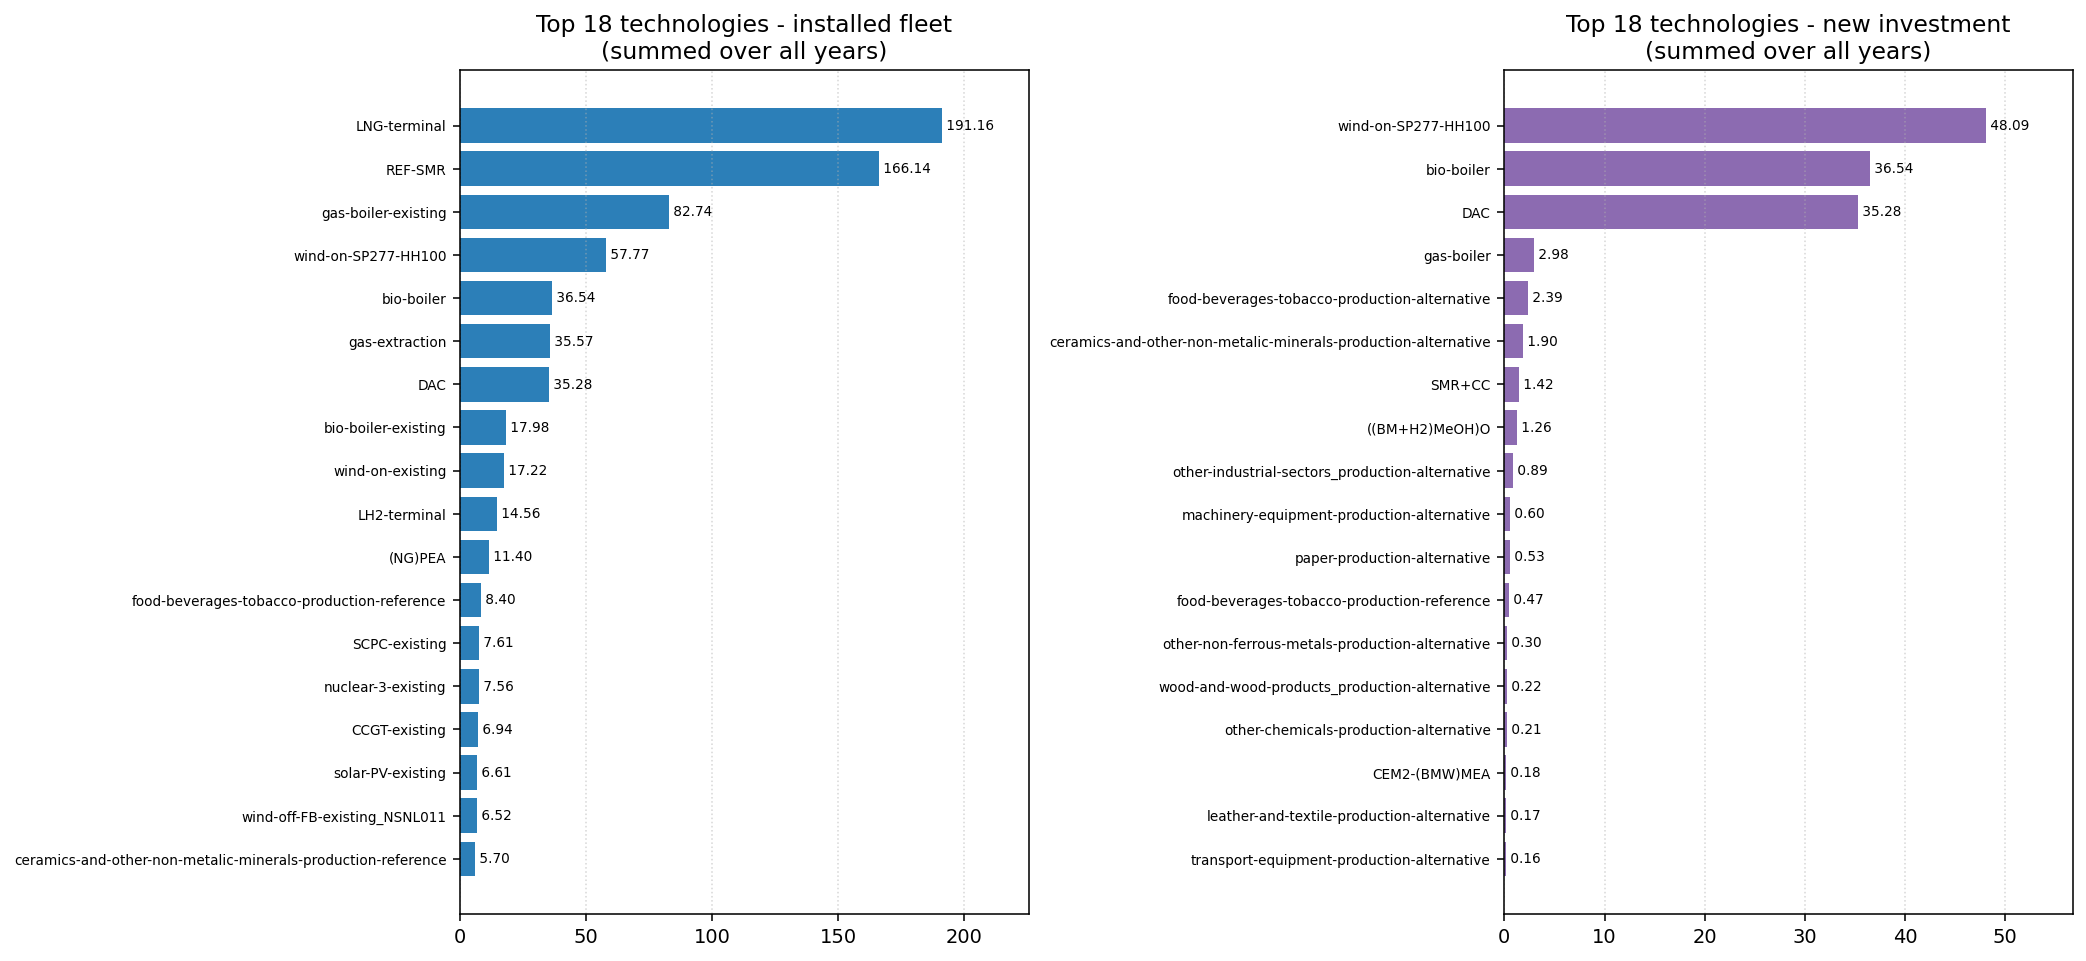 Top 18 technologies - installed fleet
(summed over all years)
LNG-terminal 191.16
REF-SMR 166.14
gas-boiler-existing 82.74
wind-on-SP277-HH100 57.77
bio-boiler 36.54
gas-extraction 35.57
DAC 35.28
bio-boiler-existing 17.98
wind-on-existing 17.22
LH2-terminal 14.56
(NG)PEA 11.40
food-beverages-tobacco-production-reference 8.40
SCPC-existing 7.61
nuclear-3-existing 7.56
CCGT-existing 6.94
solar-PV-existing 6.61
wind-off-FB-existing_NSNL011 6.52
ceramics-and-other-non-metalic-minerals-production-reference 5.70
0 50 100 150 200
Top 18 technologies - new investment
(summed over all years)
wind-on-SP277-HH100 48.09
bio-boiler 36.54
DAC 35.28
gas-boiler 2.98
food-beverages-tobacco-production-alternative 2.39
ceramics-and-other-non-metalic-minerals-production-alternative 1.90
SMR+CC 1.42
((BM+H2)MeOH)O 1.26
other-industrial-sectors_production-alternative 0.89
machinery-equipment-production-alternative 0.60
paper-production-alternative 0.53
food-beverages-tobacco-production-reference 0.47
other-non-ferrous-metals-production-alternative 0.30
wood-and-wood-products_production-alternative 0.22
other-chemicals-production-alternative 0.21
CEM2-(BMW)MEA 0.18
leather-and-textile-production-alternative 0.17
transport-equipment-production-alternative 0.16
0 10 20 30 40 50